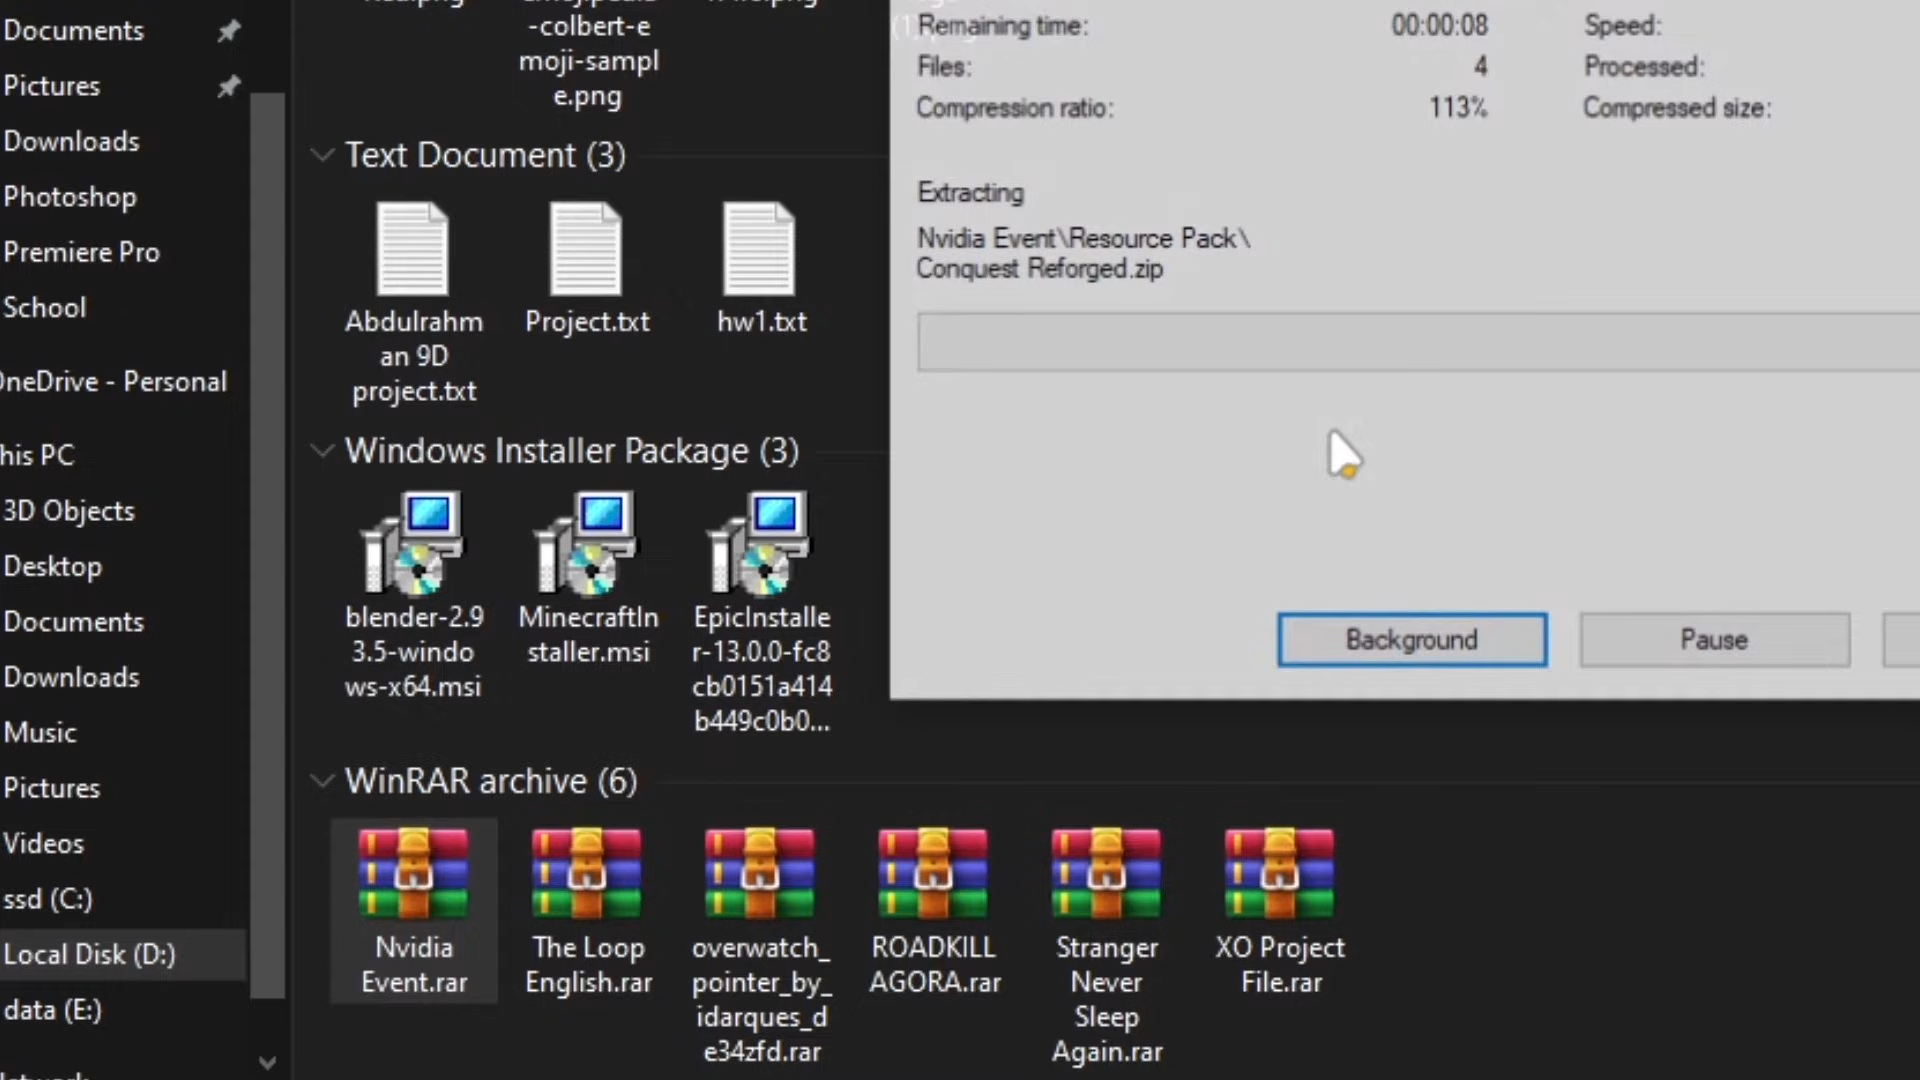 Documents
Pictures
Downloads
Photoshop
Premiere Pro
School
OneDrive - Personal
This PC
3D Objects
Desktop
Documents
Downloads
Music
Pictures
Videos
ssd (C:)
Local Disk (D:)
data (E:)
-colbert-e
moji-sampl
e.png
Text Document (3)
Abdulrahm
an 9D
project.txt
Project.txt
hw1.txt
Windows Installer Package (3)
blender-2.9
3.5-windo
ws-x64.msi
MinecraftIn
staller.msi
EpicInstalle
r-13.0.0-fc8
cb0151a414
b449c0b0...
WinRAR archive (6)
Nvidia
Event.rar
The Loop
English.rar
overwatch_
pointer_by_
idarques_d
e34zfd.rar
ROADKILL
AGORA.rar
Stranger
Never
Sleep
Again.rar
XO Project
File.rar
Remaining time: 00:00:08 Speed:
Files: 4 Processed:
Compression ratio: 113% Compressed size:
Extracting
Nvidia Event\Resource Pack\
Conquest Reforged.zip
Background
Pause